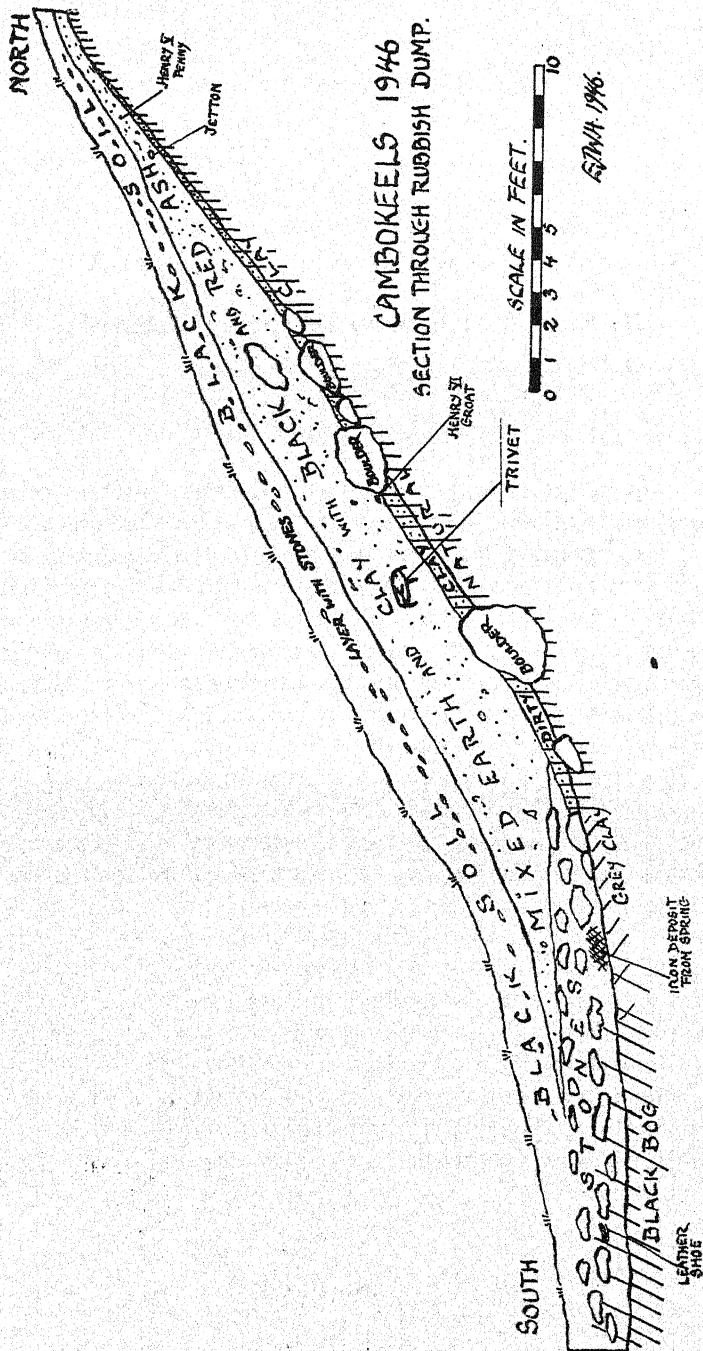 NORTH
SOUTH
CAMBOKEELS 1946
SECTION THROUGH RUBBISH DUMP.
SCALE IN FEET.
0 1 2 3 4 5 10
1946.
HENRY V
PENNY
JETTON
HENRY VI
GROAT
TRIVET
BLACK SOIL LAYER WITH STONES BLACK SOIL
MIXED EARTH AND CLAY WITH BLACK AND RED ASH
BLACK
STONES
BLACK BOG
LEATHER
SHOE
IRON DEPOSIT
FROM SPRING
GREY CLAY
DIRTY CLAY
NATURAL
CLAY
BOULDER
BOULDER
BOULDER